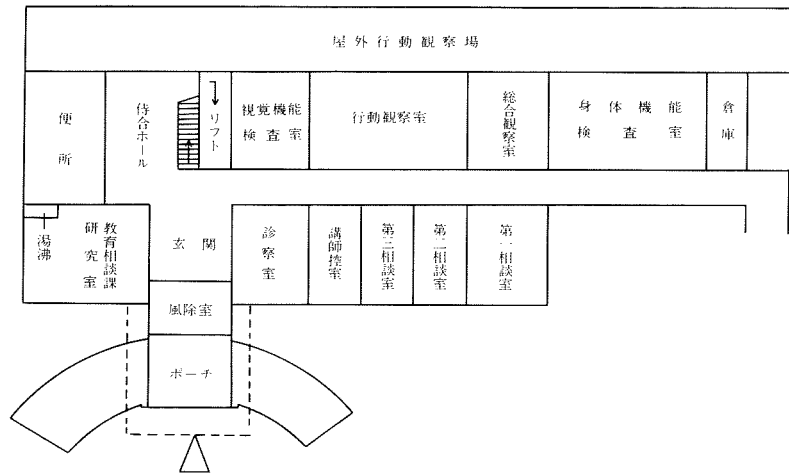 屋外行動観察場
便所
待合ホール
リフト
視覚機能
検査室
行動観察室
総合観察室
身体機能
検査室
倉庫
湯沸
教育相談課
研究室
玄関
診察室
講師控室
第三相談室
第二相談室
第一相談室
風除室
ポーチ